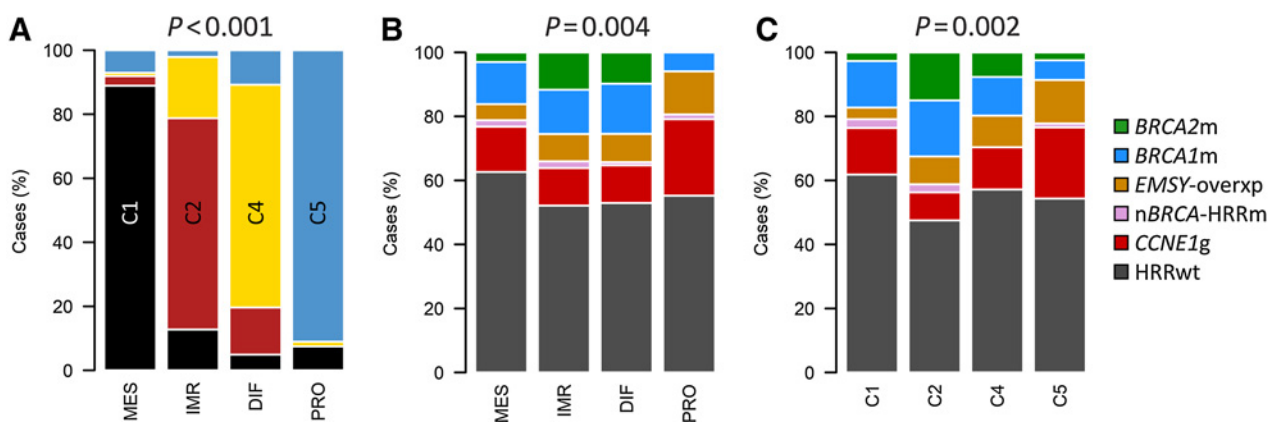 A
P < 0.001
Cases (%)
100
80
60
40
20
0
C1
C2
C4
C5
MES
IMR
DIF
PRO
B
P = 0.004
Cases (%)
100
80
60
40
20
0
MES
IMR
DIF
PRO
C
P = 0.002
Cases (%)
100
80
60
40
20
0
C1
C2
C4
C5
BRCA2m
BRCA1m
EMSY-overxp
nBRCA-HRRm
CCNE1g
HRRwt